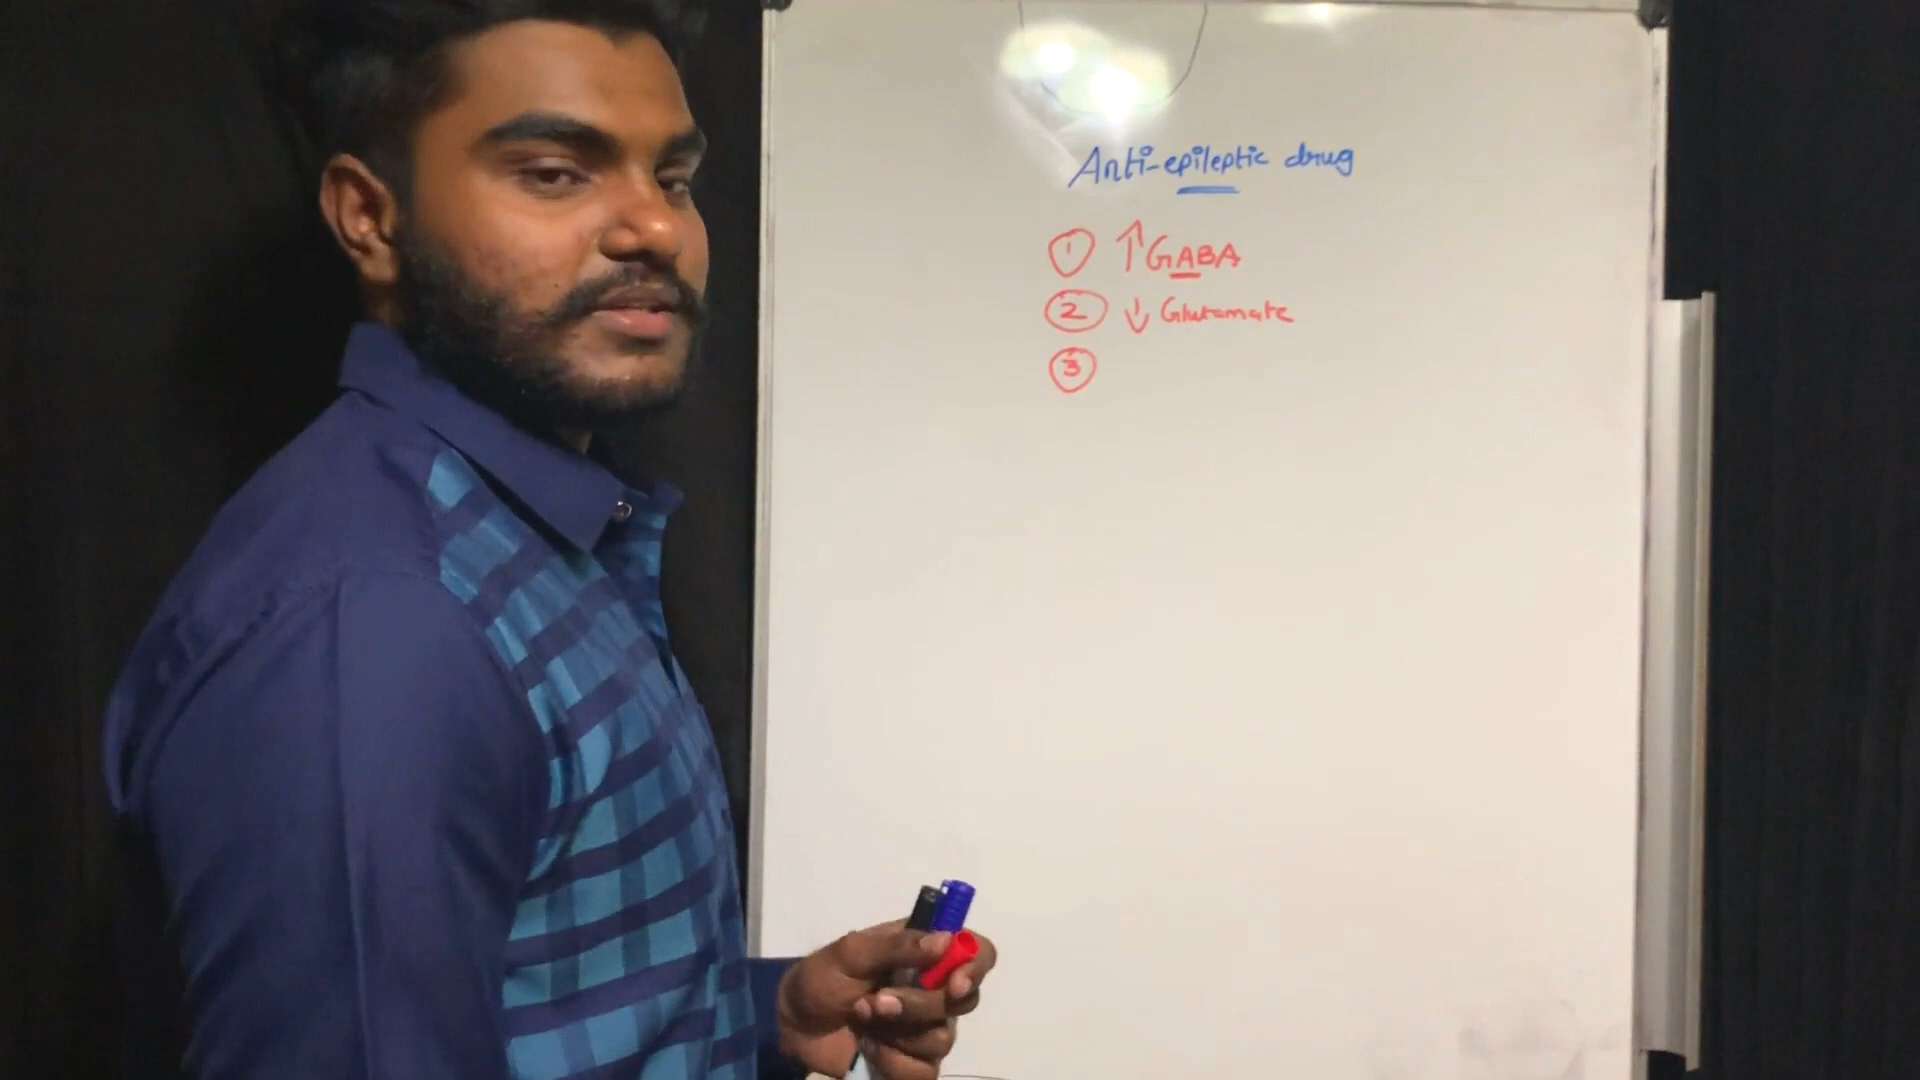 Anti-epileptic drug
① ↑ GABA
② ↓ Glutamate
③